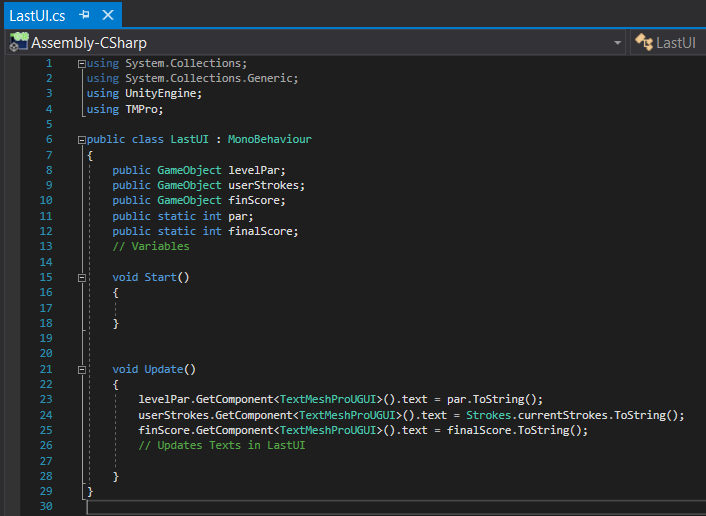 LastUI.cs
Assembly-CSharp LastUI
1 using System.Collections;
2 using System.Collections.Generic;
3 using UnityEngine;
4 using TMPro;
5
6 public class LastUI : MonoBehaviour
7 {
8 public GameObject levelPar;
9 public GameObject userStrokes;
10 public GameObject finScore;
11 public static int par;
12 public static int finalScore;
13 // Variables
14
15 void Start()
16 {
17
18 }
19
20
21 void Update()
22 {
23 levelPar.GetComponent<TextMeshProUGUI>().text = par.ToString();
24 userStrokes.GetComponent<TextMeshProUGUI>().text = Strokes.currentStrokes.ToString();
25 finScore.GetComponent<TextMeshProUGUI>().text = finalScore.ToString();
26 // Updates Texts in LastUI
27
28 }
29 }
30